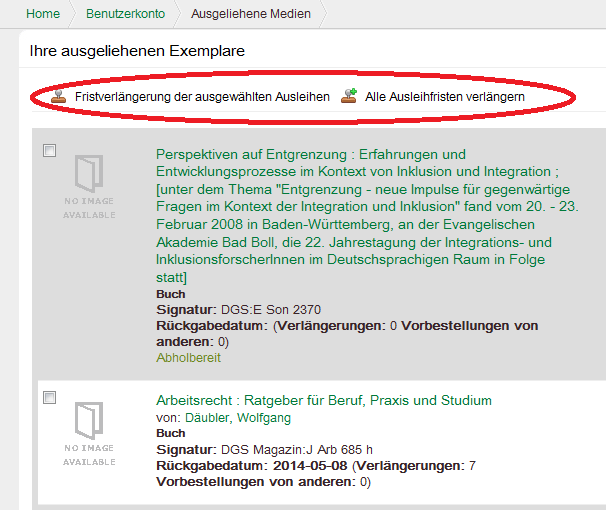 Home Benutzerkonto Ausgeliehene Medien
Ihre ausgeliehenen Exemplare
Fristverlängerung der ausgewählten Ausleihen Alle Ausleihfristen verlängern
NO IMAGE
AVAILABLE
Perspektiven auf Entgrenzung : Erfahrungen und
Entwicklungsprozesse im Kontext von Inklusion und Integration ;
[unter dem Thema "Entgrenzung - neue Impulse für gegenwärtige
Fragen im Kontext der Integration und Inklusion" fand vom 20. - 23.
Februar 2008 in Baden-Württemberg, an der Evangelischen
Akademie Bad Boll, die 22. Jahrestagung der Integrations- und
InklusionsforscherInnen im Deutschsprachigen Raum in Folge
statt]
Buch
Signatur: DGS:E Son 2370
Rückgabedatum: (Verlängerungen: 0 Vorbestellungen von
anderen: 0)
Abholbereit
NO IMAGE
AVAILABLE
Arbeitsrecht : Ratgeber für Beruf, Praxis und Studium
von: Däubler, Wolfgang
Buch
Signatur: DGS Magazin:J Arb 685 h
Rückgabedatum: 2014-05-08 (Verlängerungen: 7
Vorbestellungen von anderen: 0)